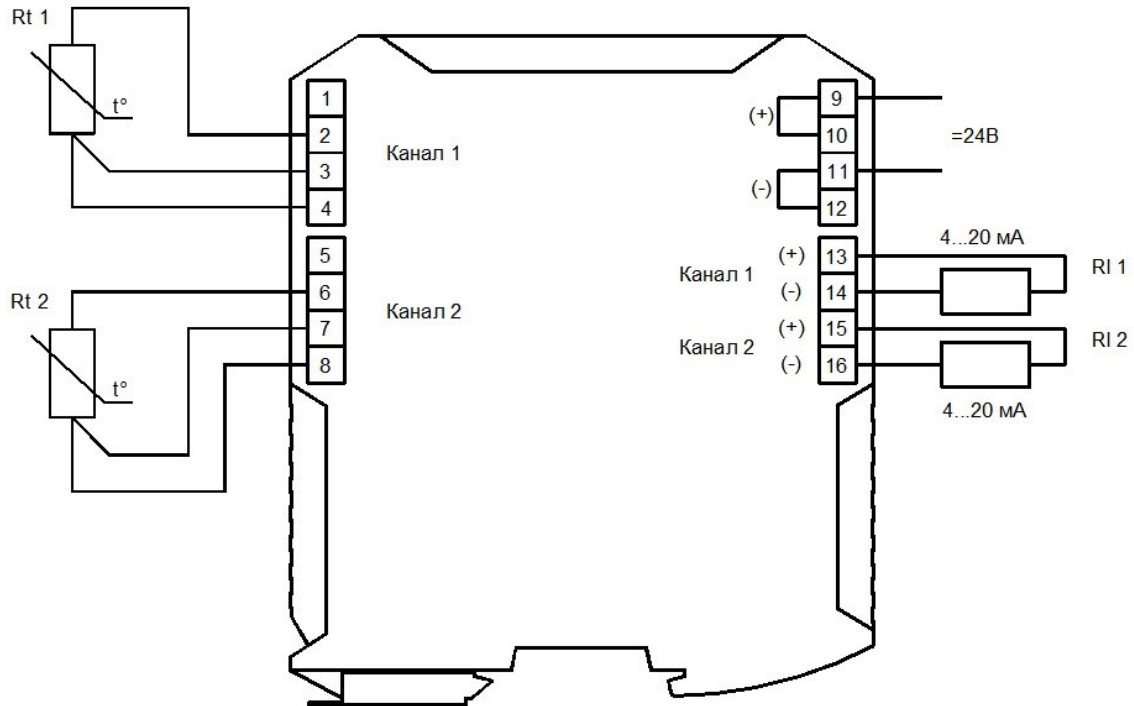 Rt 1
t°
1
2
3
4
Канал 1
5
6
7
8
Канал 2
Rt 2
t°
(+)
9
10
=24В
(-)
11
12
4...20 мА
Канал 1
(+)
13
Rl 1
(-)
14
Канал 2
(+)
15
Rl 2
(-)
16
4...20 мА